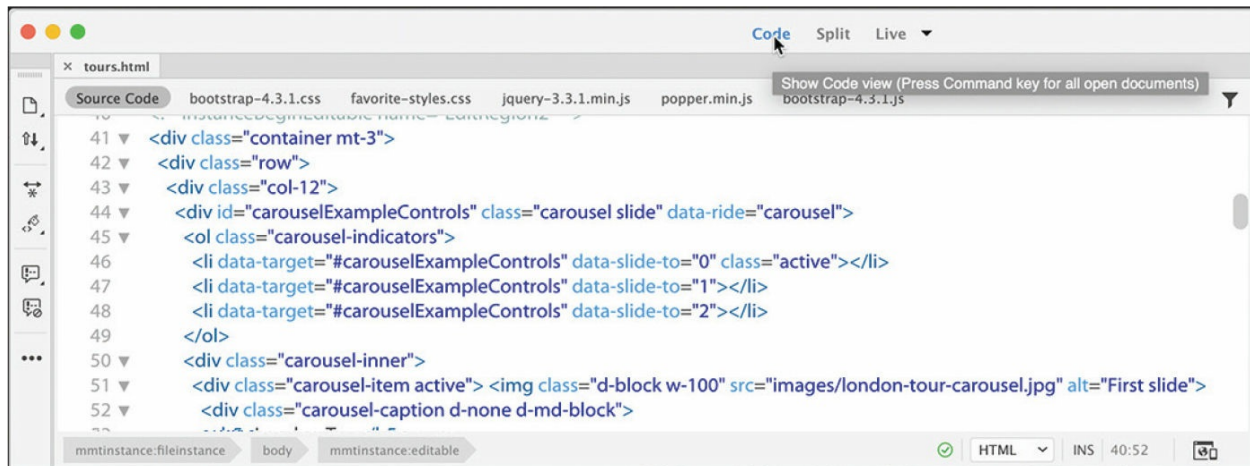 Code Split Live
× tours.html
Show Code view (Press Command key for all open documents)
Source Code bootstrap-4.3.1.css favorite-styles.css jquery-3.3.1.min.js popper.min.js bootstrap-4.3.1.js
40 <!-- InstanceBeginEditable name="EditRegion2" -->
41 <div class="container mt-3">
42 <div class="row">
43 <div class="col-12">
44 <div id="carouselExampleControls" class="carousel slide" data-ride="carousel">
45 <ol class="carousel-indicators">
46 <li data-target="#carouselExampleControls" data-slide-to="0" class="active"></li>
47 <li data-target="#carouselExampleControls" data-slide-to="1"></li>
48 <li data-target="#carouselExampleControls" data-slide-to="2"></li>
49 </ol>
50 <div class="carousel-inner">
51 <div class="carousel-item active"> <img class="d-block w-100" src="images/london-tour-carousel.jpg" alt="First slide">
52 <div class="carousel-caption d-none d-md-block">
mmtinstance:fileinstance body mmtinstance:editable HTML INS 40:52